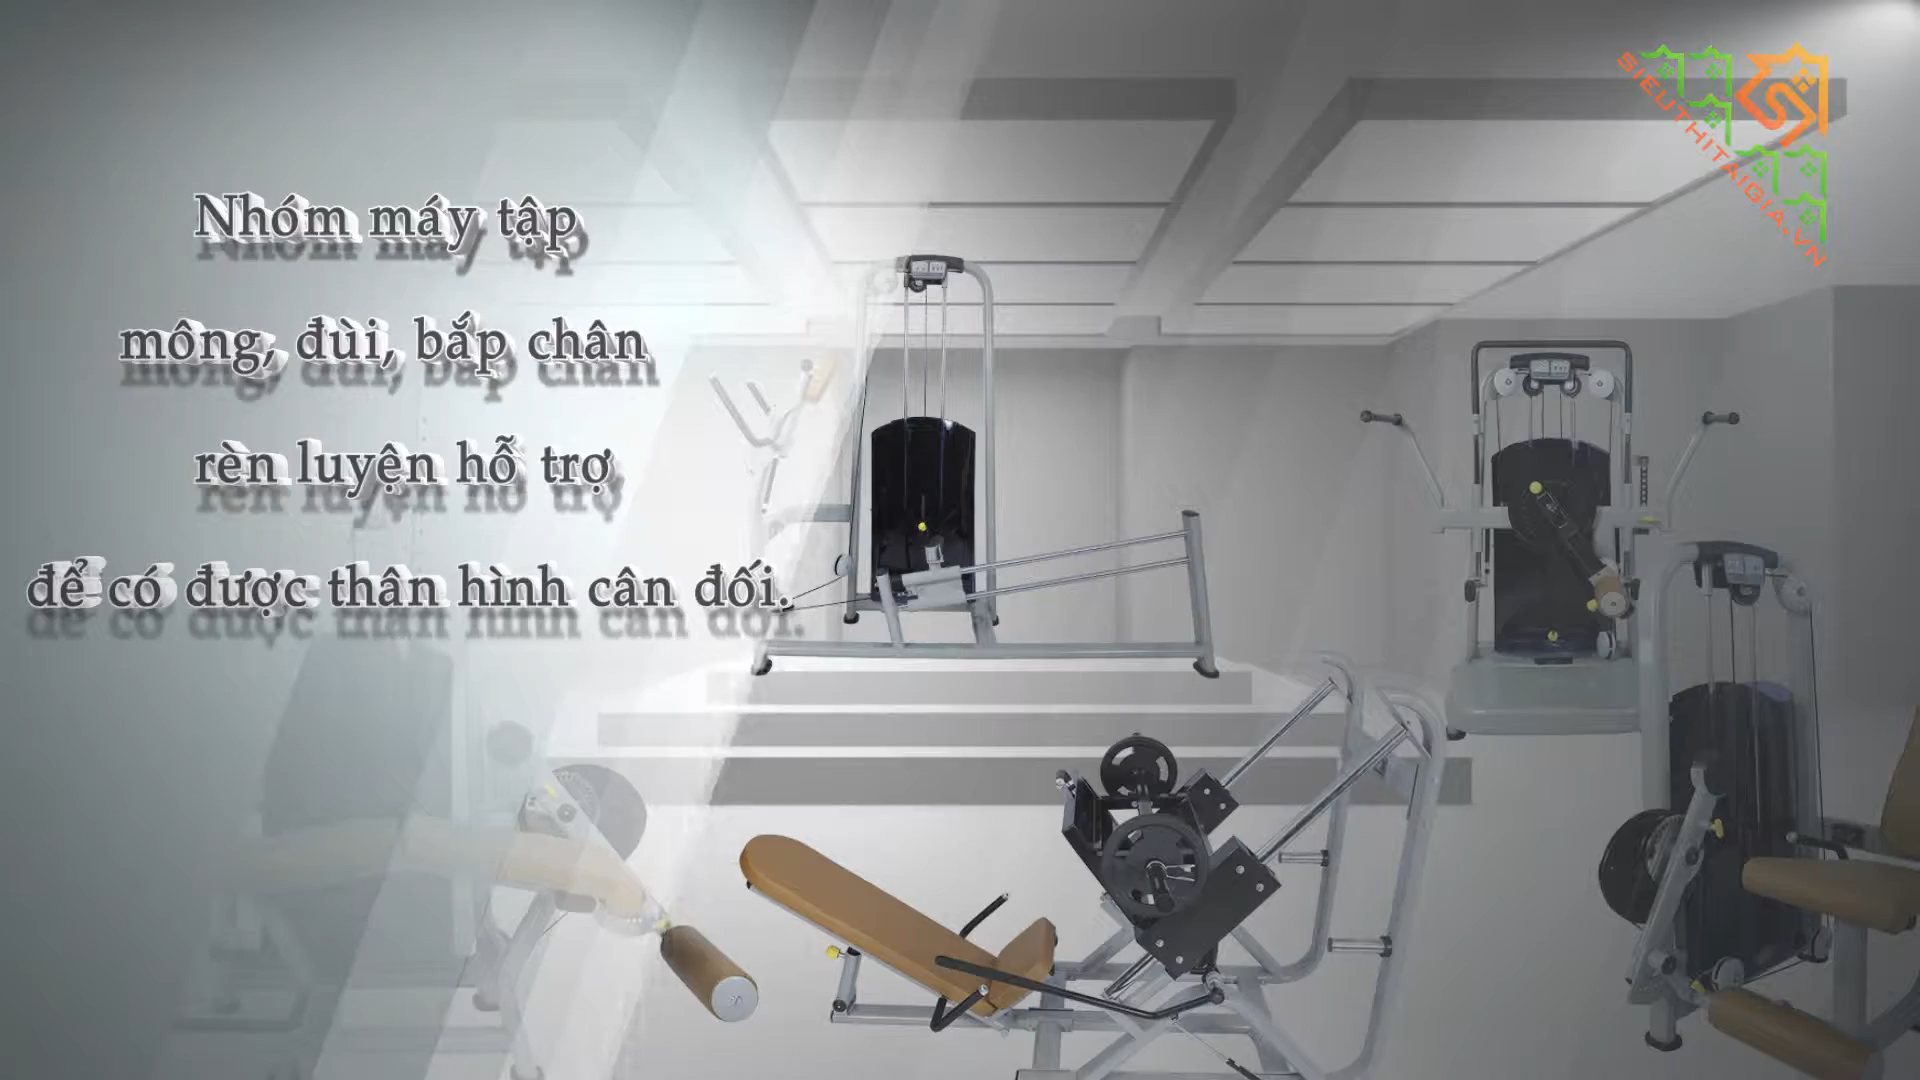 Nhóm máy tập
mông, đùi, bắp chân
rèn luyện hỗ trợ
để có được thân hình cân đối.
SIEUTHITAIGIA.VN